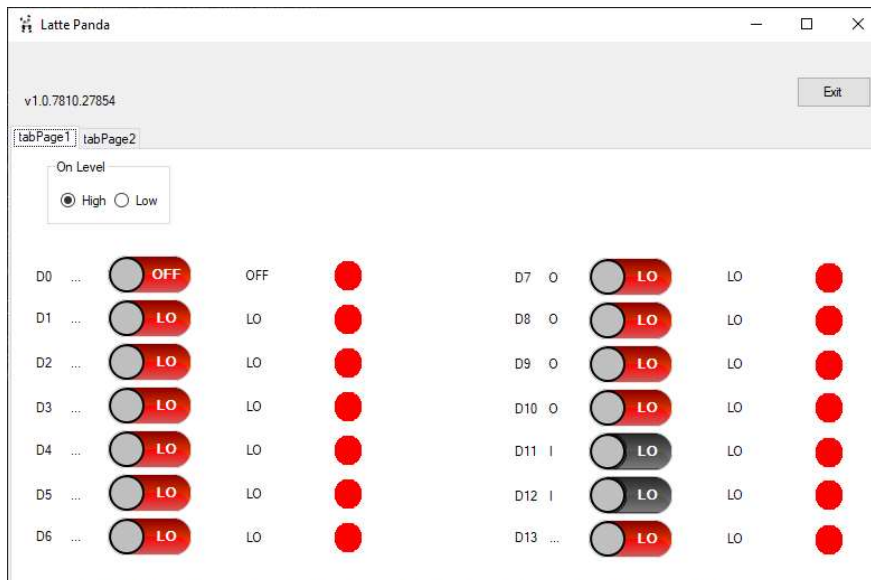 Latte Panda
v1.0.7810.27854
Exit
tabPage1 tabPage2
On Level
High Low
D0 ... OFF OFF D7 O LO LO
D1 ... LO LO D8 O LO LO
D2 ... LO LO D9 O LO LO
D3 ... LO LO D10 O LO LO
D4 ... LO LO D11 I LO LO
D5 ... LO LO D12 I LO LO
D6 ... LO LO D13 ... LO LO